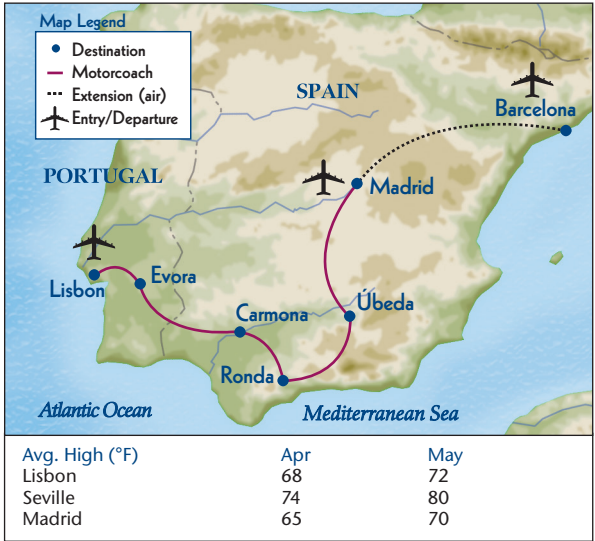 Map Legend
Destination
Motorcoach
Extension (air)
Entry/Departure
SPAIN
Barcelona
PORTUGAL
Madrid
Lisbon
Evora
Carmona
Úbeda
Ronda
Atlantic Ocean
Mediterranean Sea
Avg. High (°F) Apr May
Lisbon 68 72
Seville 74 80
Madrid 65 70